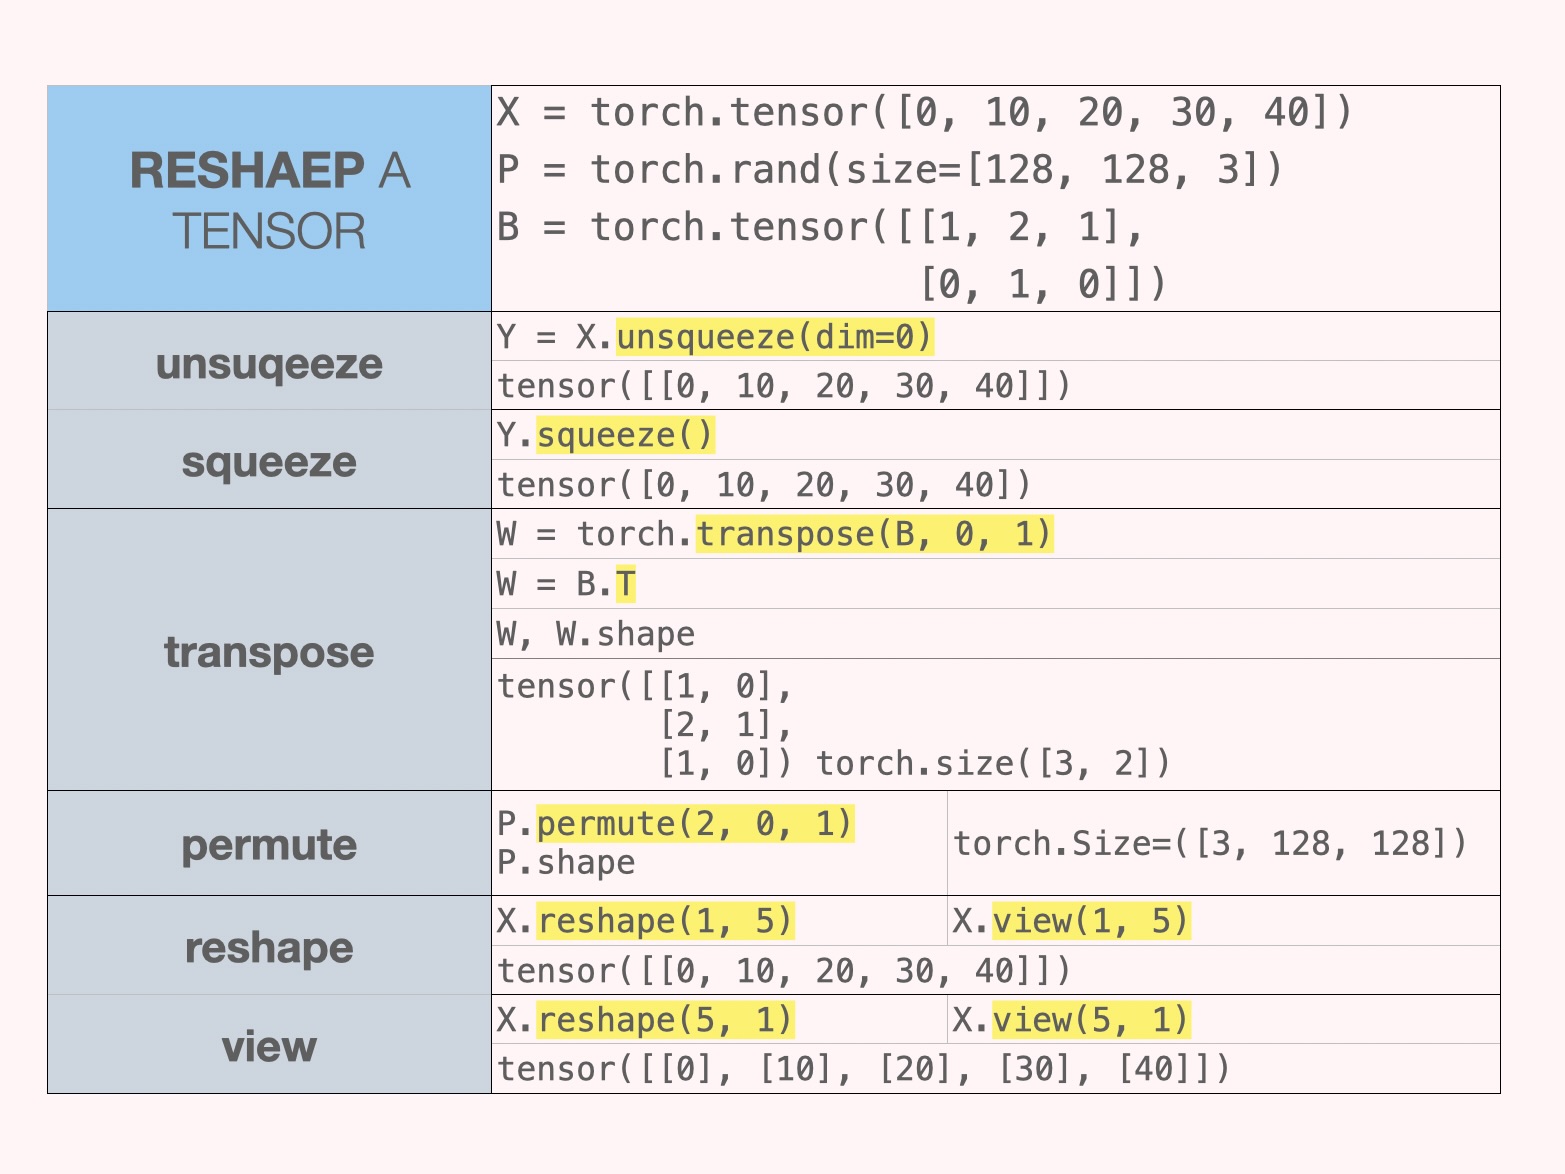 RESHAEP A
TENSOR
X = torch.tensor([0, 10, 20, 30, 40])
P = torch.rand(size=[128, 128, 3])
B = torch.tensor([[1, 2, 1],
[0, 1, 0]])
unsuqeeze
Y = X.unsqueeze(dim=0)
tensor([[0, 10, 20, 30, 40]])
squeeze
Y.squeeze()
tensor([0, 10, 20, 30, 40])
transpose
W = torch.transpose(B, 0, 1)
W = B.T
W, W.shape
tensor([[1, 0],
[2, 1],
[1, 0]) torch.size([3, 2])
permute
P.permute(2, 0, 1)
P.shape
torch.Size=([3, 128, 128])
reshape
X.reshape(1, 5)
X.view(1, 5)
tensor([[0, 10, 20, 30, 40]])
view
X.reshape(5, 1)
X.view(5, 1)
tensor([[0], [10], [20], [30], [40]])